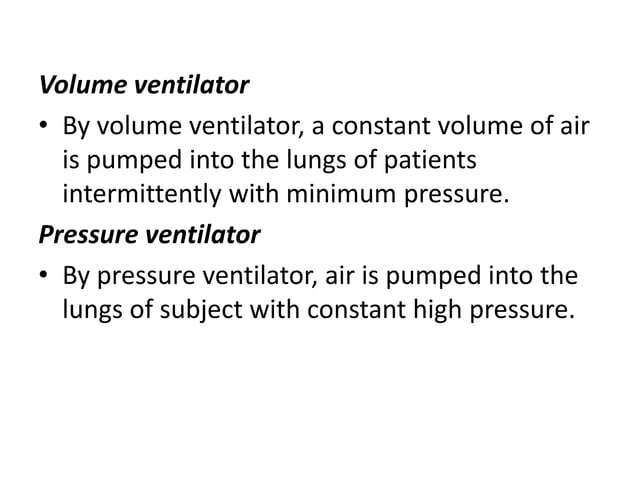 Volume ventilator
• By volume ventilator, a constant volume of air
is pumped into the lungs of patients
intermittently with minimum pressure.
Pressure ventilator
• By pressure ventilator, air is pumped into the
lungs of subject with constant high pressure.